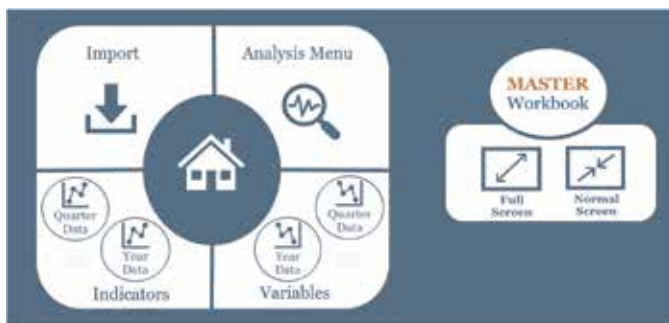 Import
Analysis Menu
MASTER
Workbook
Full
Screen
Normal
Screen
Quarter
Data
Year
Data
Indicators
Quarter
Data
Year
Data
Variables